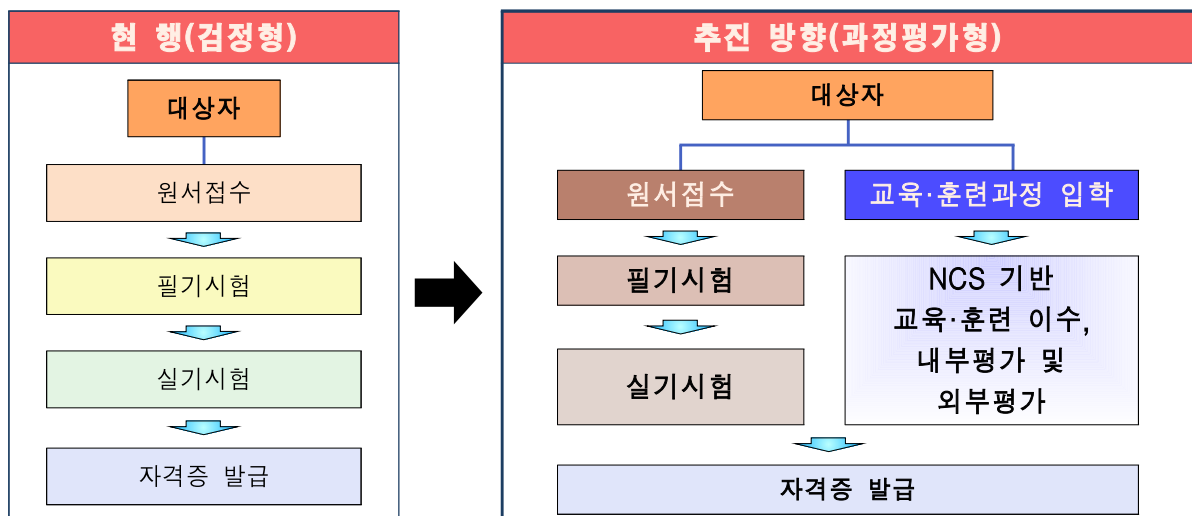 현 행(검정형)
대상자
원서접수
필기시험
실기시험
자격증 발급
추진 방향(과정평가형)
대상자
원서접수
필기시험
실기시험
교육·훈련과정 입학
NCS 기반
교육·훈련 이수,
내부평가 및
외부평가
자격증 발급